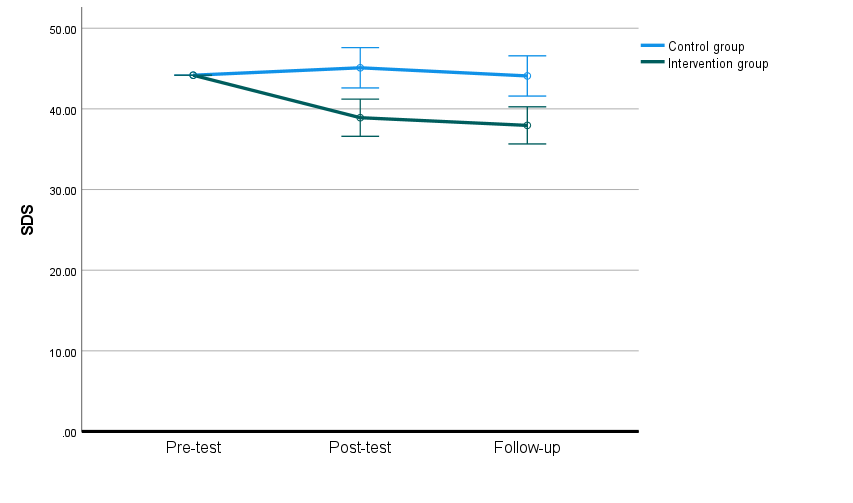 50.00
40.00
30.00
20.00
10.00
.00
SDS
Pre-test
Post-test
Follow-up
Control group
Intervention group